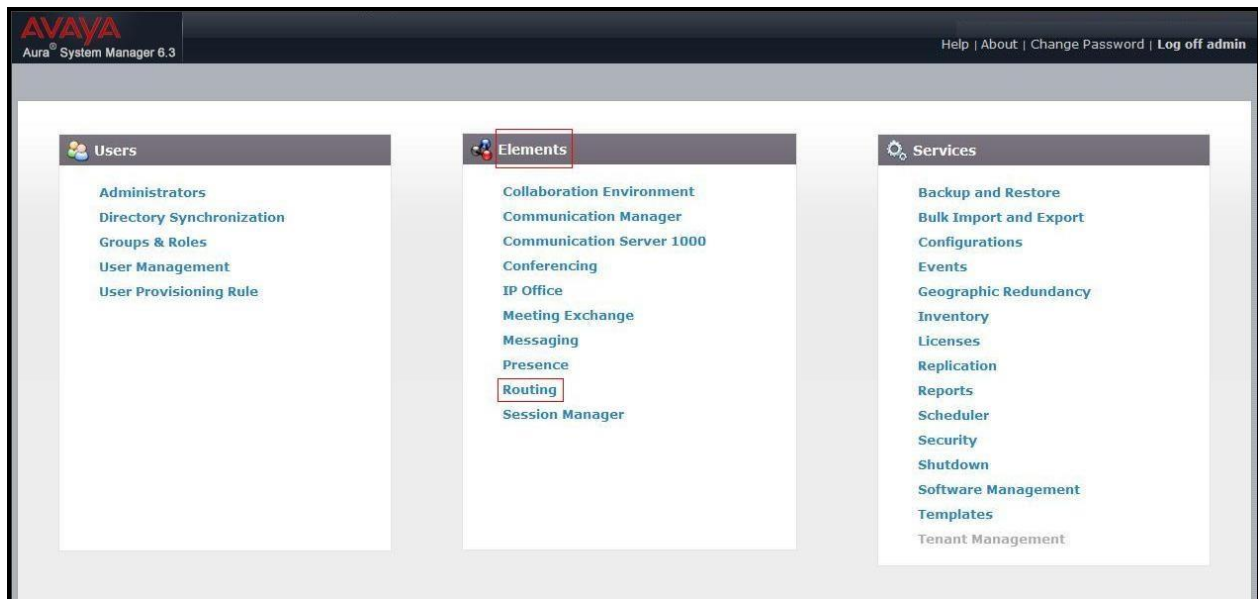 AVAYA
Aura® System Manager 6.3
Help | About | Change Password | Log off admin
Users
Administrators
Directory Synchronization
Groups & Roles
User Management
User Provisioning Rule
Elements
Collaboration Environment
Communication Manager
Communication Server 1000
Conferencing
IP Office
Meeting Exchange
Messaging
Presence
Routing
Session Manager
Services
Backup and Restore
Bulk Import and Export
Configurations
Events
Geographic Redundancy
Inventory
Licenses
Replication
Reports
Scheduler
Security
Shutdown
Software Management
Templates
Tenant Management